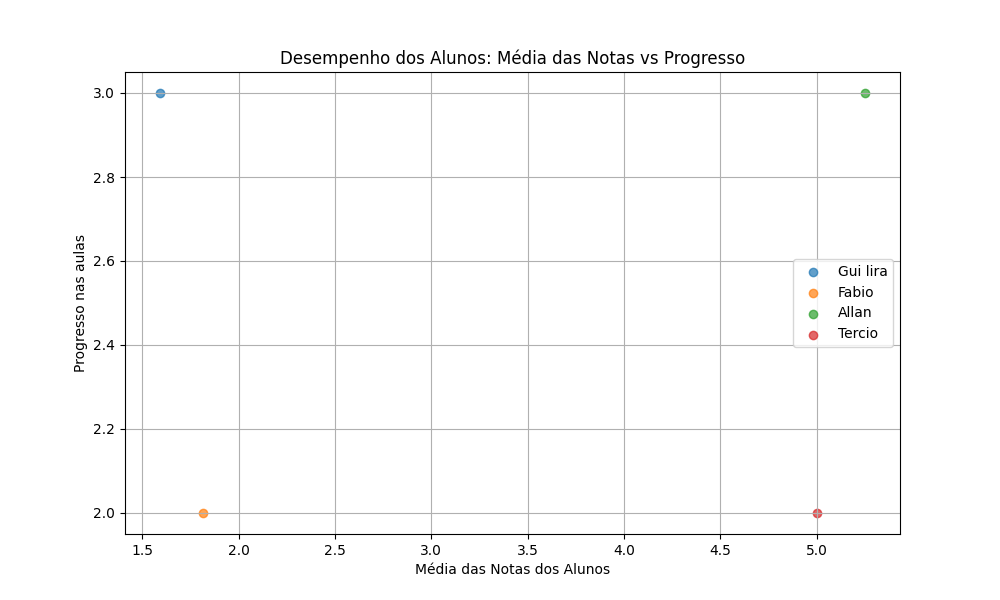 Desempenho dos Alunos: Média das Notas vs Progresso
3.0
2.8
2.6
2.4
2.2
2.0
Progresso nas aulas
Gui lira
Fabio
Allan
Tercio
1.5 2.0 2.5 3.0 3.5 4.0 4.5 5.0
Média das Notas dos Alunos